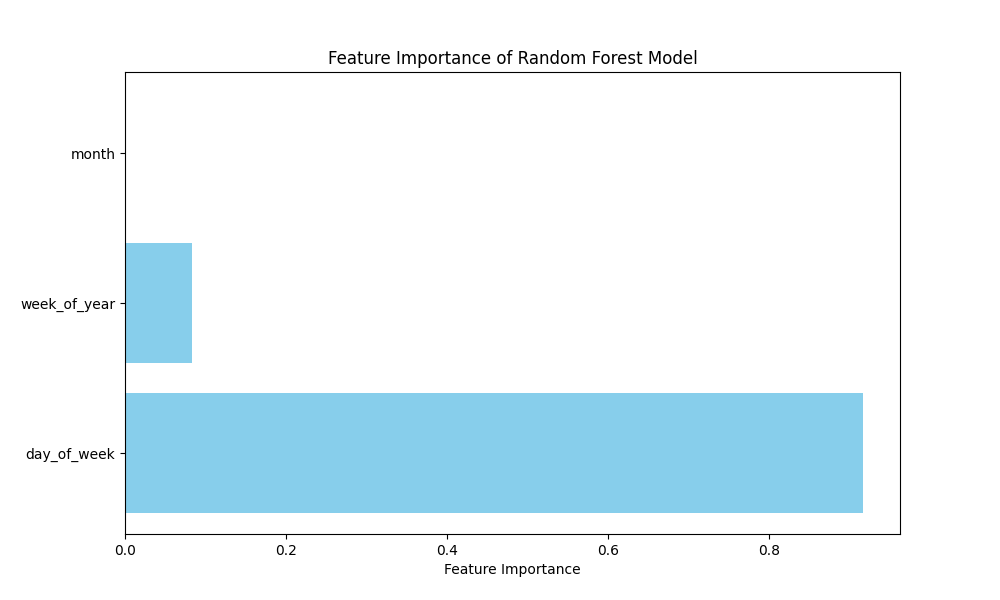 Feature Importance of Random Forest Model
month
week_of_year
day_of_week
0.0 0.2 0.4 0.6 0.8
Feature Importance